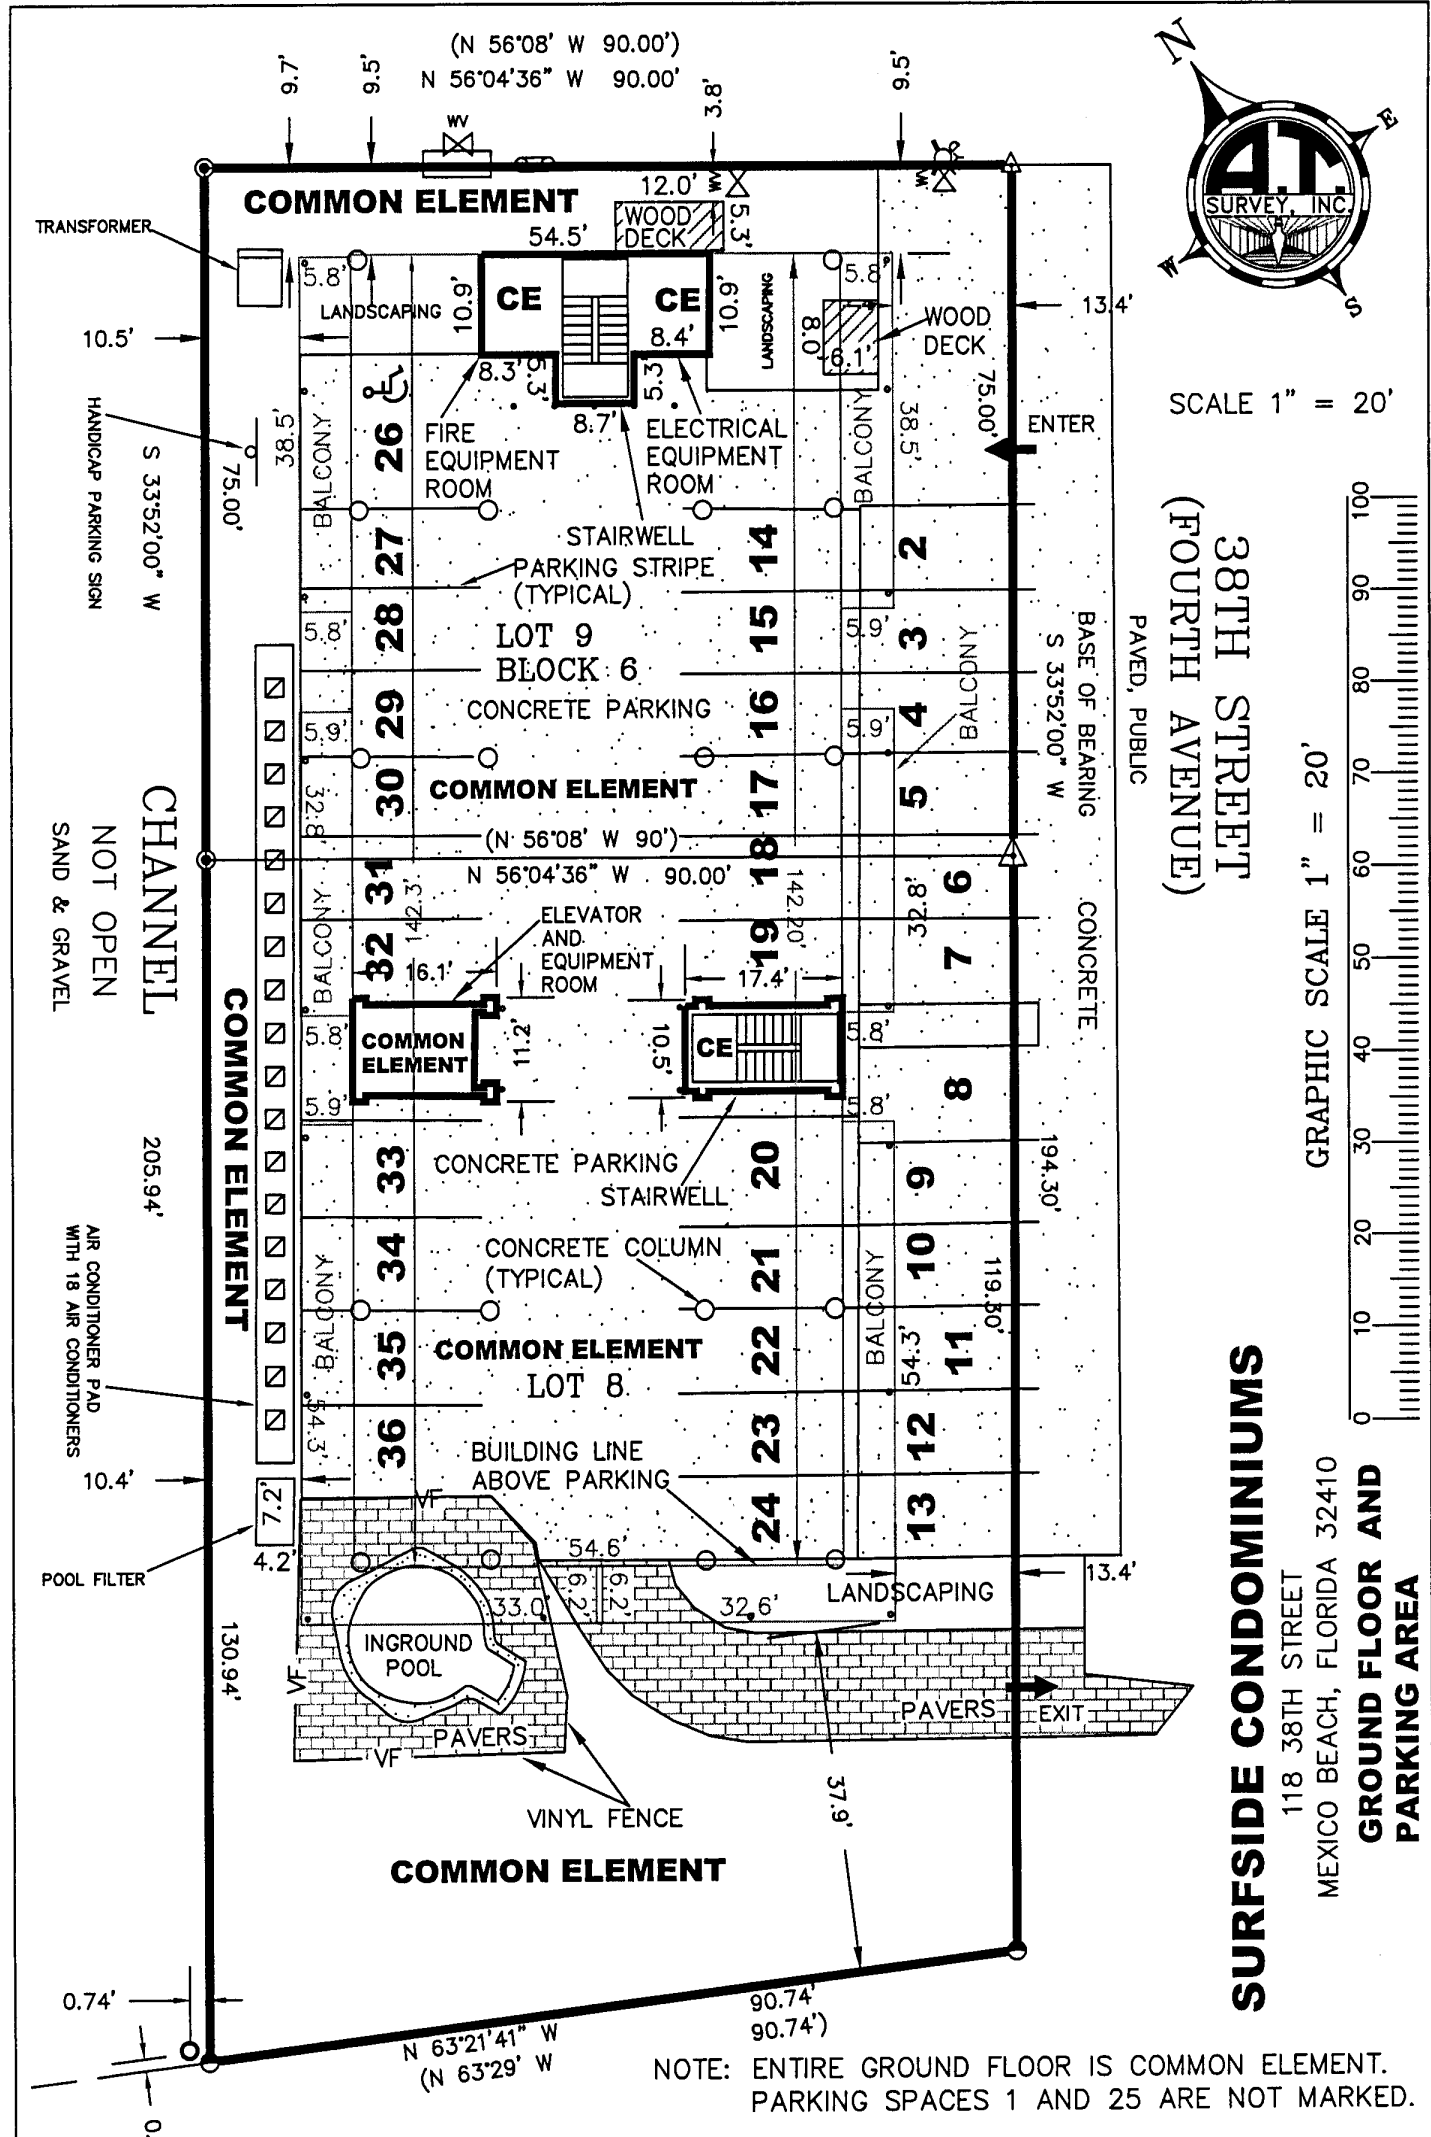 (N 56°08' W 90.00')
N 56°04'36" W 90.00'
9.7'
9.5'
3.8'
9.5'
WV
WV
WV
N
E
S
W
A.T.
SURVEY, INC.
COMMON ELEMENT
12.0'
WOOD
DECK
5.3'
54.5'
TRANSFORMER
5.8'
LANDSCAPING
10.9'
CE
CE
8.4'
10.9'
LANDSCAPING
5.8'
8.0'
6.1'
WOOD
DECK
13.4'
10.5'
8.3'
5.3'
5.3'
8.7'
75.00'
SCALE 1" = 20'
HANDICAP PARKING SIGN
S 33°52'00" W
75.00'
38.5'
BALCONY
26
FIRE
EQUIPMENT
ROOM
ELECTRICAL
EQUIPMENT
ROOM
BALCONY
38.5'
ENTER
STAIRWELL
27
14
2
PARKING STRIPE
(TYPICAL)
28
15
3
5.8'
5.9'
LOT 9
BLOCK 6
BALCONY
29
16
4
5.9'
5.9'
CONCRETE PARKING
30
17
5
32.8'
COMMON ELEMENT
S 33°52'00" W
BASE OF BEARING
PAVED, PUBLIC
CONCRETE
38TH STREET
(FOURTH AVENUE)
GRAPHIC SCALE 1" = 20'
100
90
80
70
60
50
40
30
20
10
0
(N 56°08' W 90')
N 56°04'36" W 90.00'
31
18
6
142.3'
142.20'
32.8'
BALCONY
32
19
7
ELEVATOR
AND
EQUIPMENT
ROOM
16.1'
17.4'
CHANNEL
NOT OPEN
SAND & GRAVEL
205.94'
COMMON ELEMENT
5.8'
COMMON
ELEMENT
11.2'
10.5'
CE
5.8'
8
5.9'
5.8'
33
20
9
CONCRETE PARKING
STAIRWELL
194.30'
34
21
10
CONCRETE COLUMN
(TYPICAL)
119.30'
BALCONY
BALCONY
35
22
11
54.3'
COMMON ELEMENT
LOT 8
AIR CONDITIONER PAD
WITH 18 AIR CONDITIONERS
54.3'
36
23
12
BUILDING LINE
ABOVE PARKING
10.4'
7.2'
VF
24
13
POOL FILTER
4.2'
54.6'
13.4'
33.0'
6.2'
6.2'
32.6'
LANDSCAPING
130.94'
VF
INGROUND
POOL
PAVERS
VF
PAVERS
EXIT
37.9'
VINYL FENCE
COMMON ELEMENT
SURFSIDE CONDOMINIUMS
118 38TH STREET
MEXICO BEACH, FLORIDA 32410
GROUND FLOOR AND
PARKING AREA
0.74'
0.
N 63°21'41" W 90.74'
(N 63°29' W 90.74')
NOTE: ENTIRE GROUND FLOOR IS COMMON ELEMENT.
PARKING SPACES 1 AND 25 ARE NOT MARKED.